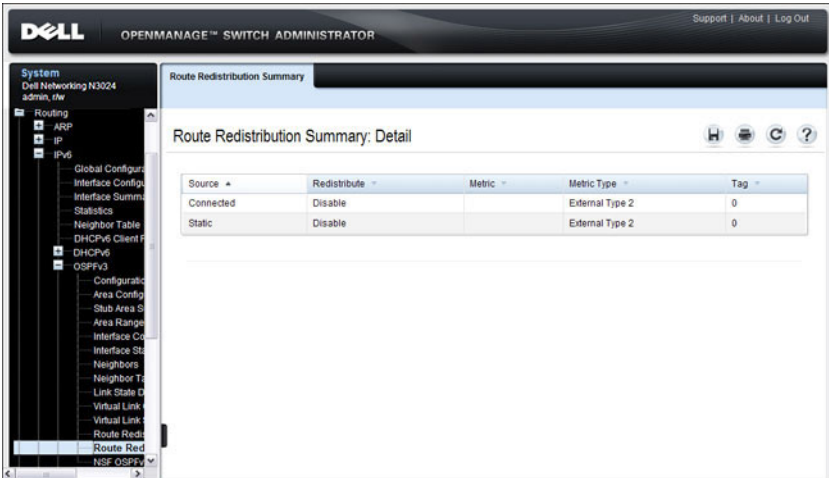 Support | About | Log Out
DELL OPENMANAGE™ SWITCH ADMINISTRATOR
System
Dell Networking N3024
admin, r/w
Routing
ARP
IP
IPv6
Global Configura
Interface Configu
Interface Summa
Statistics
Neighbor Table
DHCPv6 Client P
DHCPv6
OSPFv3
Configuratio
Area Config
Stub Area S
Area Range
Interface Co
Interface Sta
Neighbors
Neighbor Ta
Link State D
Virtual Link
Virtual Link
Route Redis
Route Red
NSF OSPFv
Route Redistribution Summary
Route Redistribution Summary: Detail
Source Redistribute Metric Metric Type Tag
Connected Disable External Type 2 0
Static Disable External Type 2 0